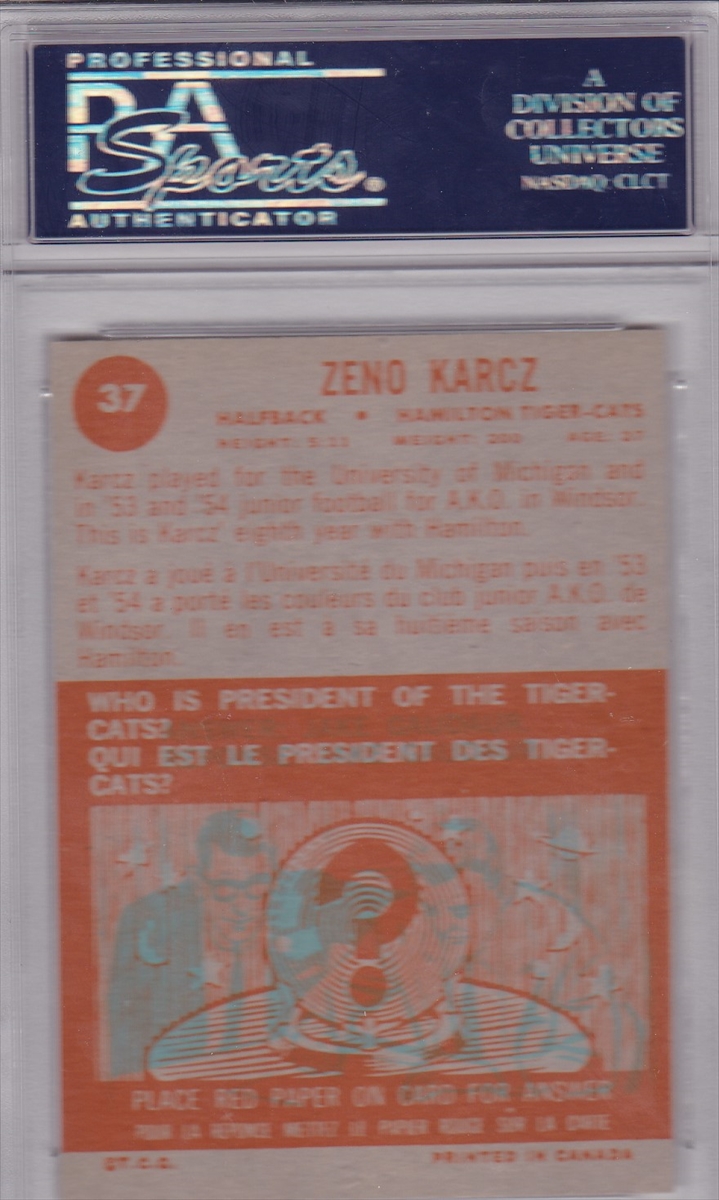 PROFESSIONAL
PSA
Sports®
AUTHENTICATOR
A
DIVISION OF
COLLECTORS
UNIVERSE
NASDAQ: CLCT
37
ZENO KARCZ
HALFBACK • HAMILTON TIGER-CATS
HEIGHT: 5:11 WEIGHT: 200 AGE: 27
Karcz played for the University of Michigan and
in '53 and '54 junior football for A.K.O. in Windsor.
This is Karcz' eighth year with Hamilton.
Karcz a joué à l'Université du Michigan puis en '53
et '54 a porté les couleurs du club junior A.K.O. de
Windsor. Il en est à sa huitième saison avec
Hamilton.
WHO IS PRESIDENT OF THE TIGER-
CATS?
QUI EST LE PRESIDENT DES TIGER-
CATS?
?
PLACE RED PAPER ON CARD FOR ANSWER
POUR LA RÉPONSE METTEZ LE PAPIER ROUGE SUR LA CARTE
©T.C.G. PRINTED IN CANADA